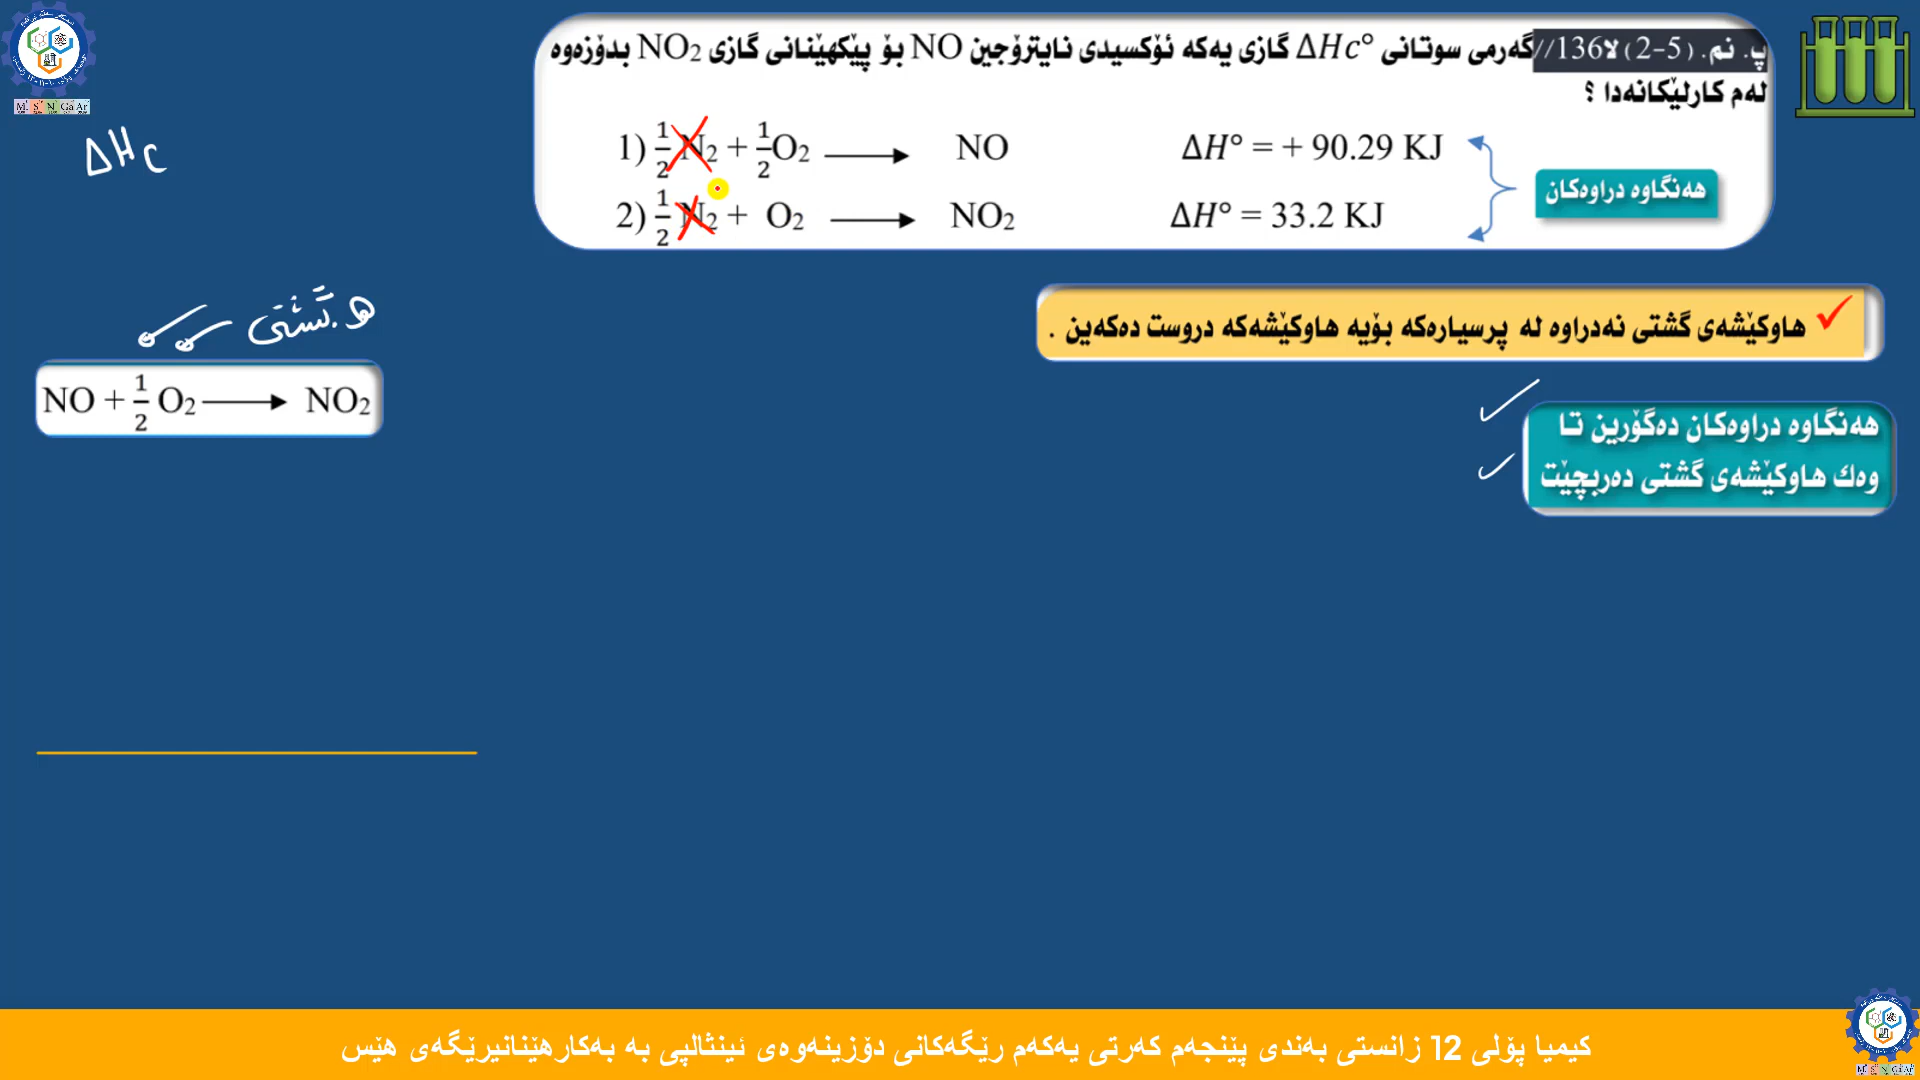 پ. نم. (5-2) لا136// گەرمی سوتانی ΔHc° گازی یەکە ئۆکسیدی نایترۆجین NO بۆ پێکهێنانی گازی NO2 بدۆزەوە
لەم کارلێکانەدا ؟
1) 1/2 N2 + 1/2 O2 ⟶ NO ΔH° = + 90.29 KJ
2) 1/2 N2 + O2 ⟶ NO2 ΔH° = 33.2 KJ
هەنگاوە دراوەکان
ΔHc
هاوکێشەی گشتی نەدراوە لە پرسیارەکە بۆیە هاوکێشەکە دروست دەکەین .
ه.گشتی
NO + 1/2 O2 ⟶ NO2
هەنگاوە دراوەکان دەگۆرین تا
وەك هاوکێشەی گشتی دەربچێت
کیمیا پۆلی 12 زانستی بەندی پێنجەم کەرتی یەکەم رێگەکانی دۆزینەوەی ئینثالپی بە بەکارهێنانیرێگەی هێس